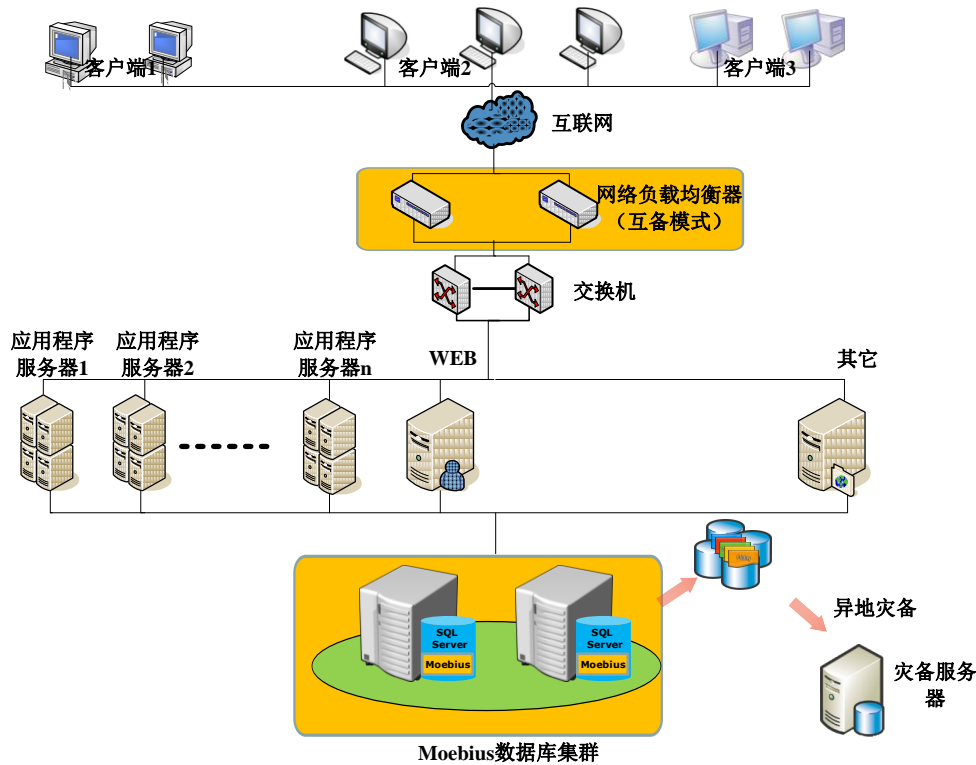 客户端1
客户端2
客户端3
互联网
网络负载均衡器
（互备模式）
交换机
应用程序
服务器1
应用程序
服务器2
应用程序
服务器n
WEB
其它
SQL
Server
Moebius
SQL
Server
Moebius
异地灾备
灾备服务
器
Moebius数据库集群